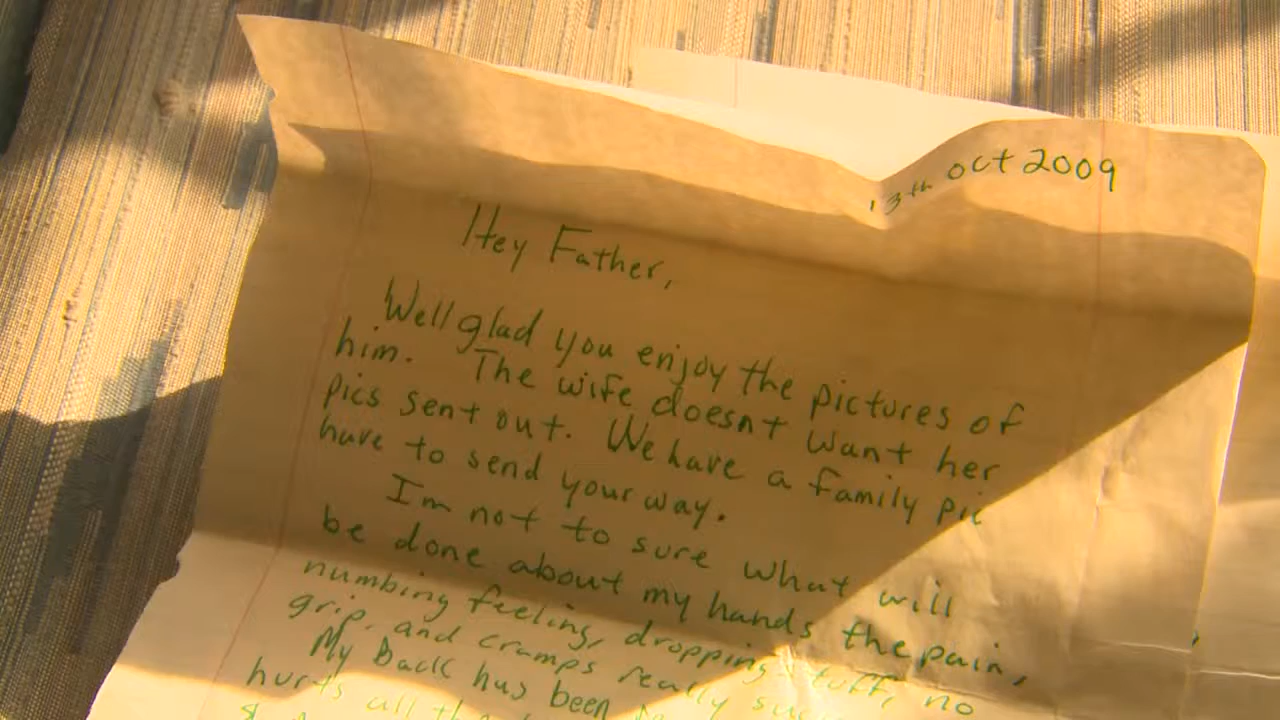 13th Oct 2009
Hey Father,
Well glad you enjoy the pictures of
him. The wife doesnt want her
pics sent out. We have a family pic
have to send your way.
Im not to sure what will
be done about my hands the pain,
numbing feeling, dropping stuff, no
grip, and cramps really
My Back has been
hurts all